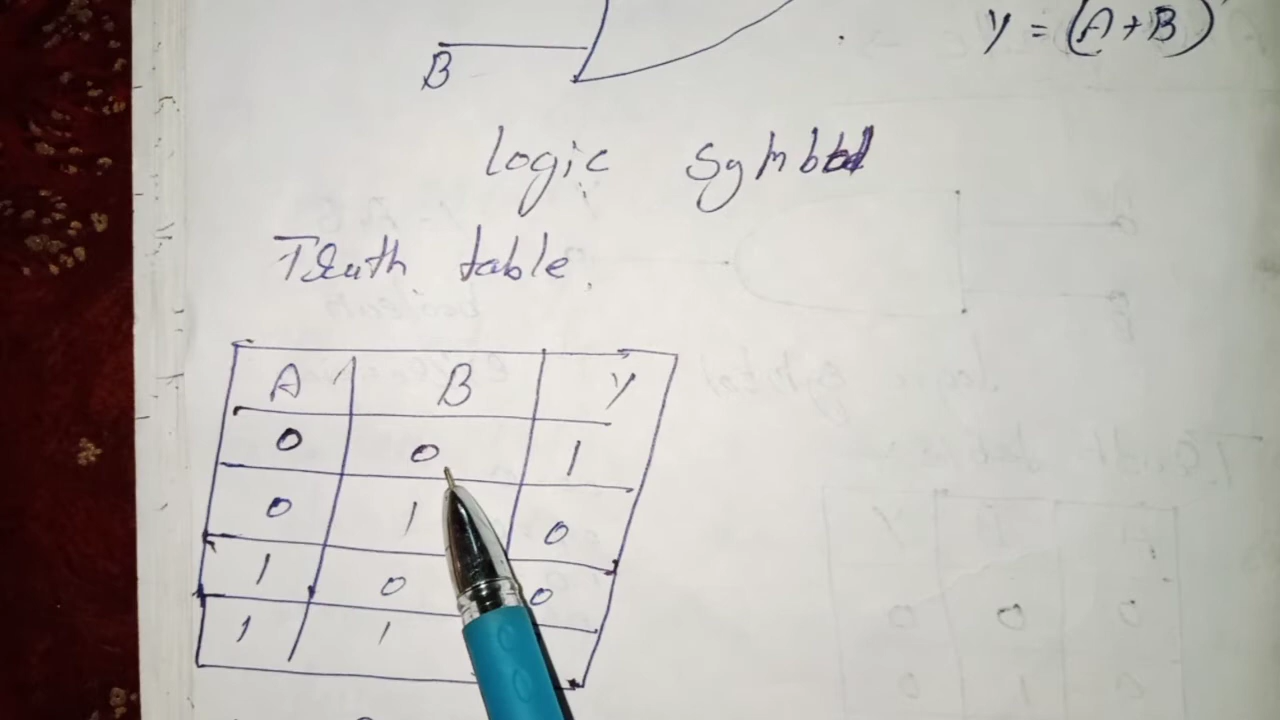 Y = (A+B)'
B
Logic Symbol
Truth table.
A B Y
0 0 1
0 1 0
1 0 0
1 1